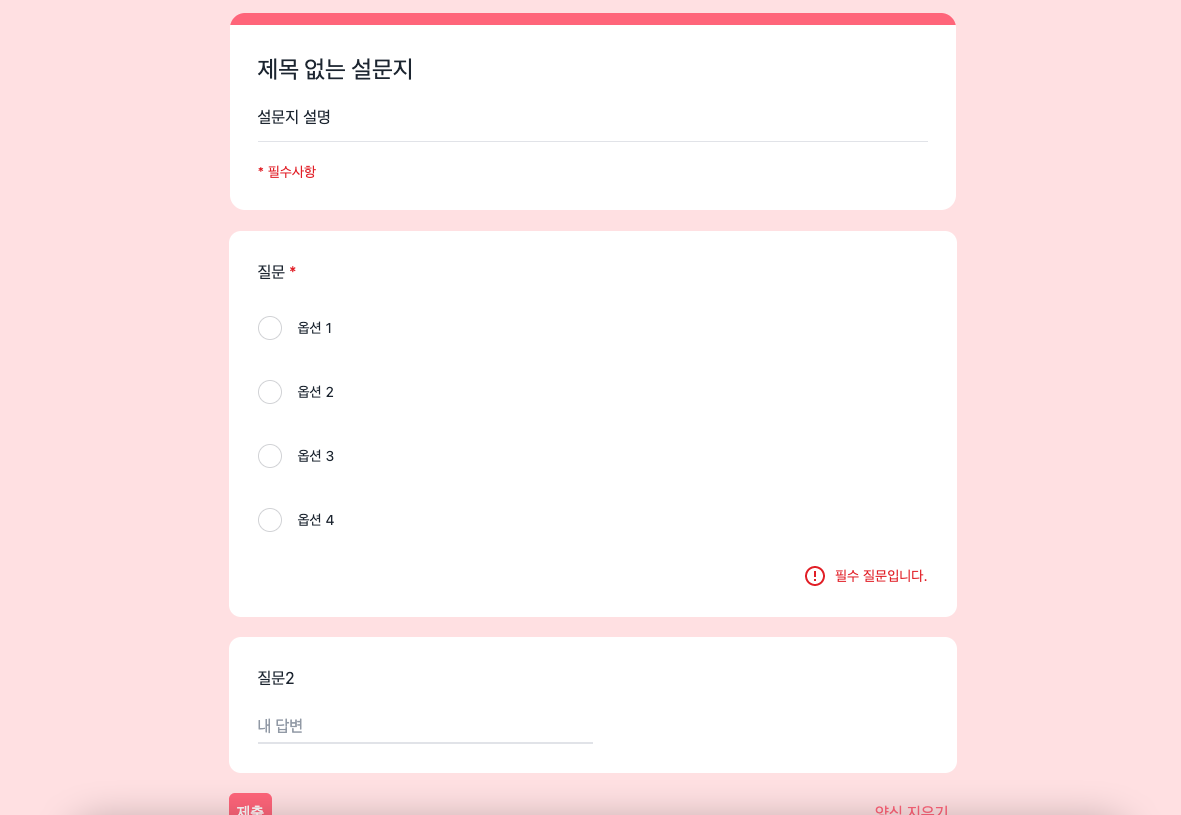 제목 없는 설문지
설문지 설명
* 필수사항
질문 *
옵션 1
옵션 2
옵션 3
옵션 4
필수 질문입니다.
질문2
내 답변
제출
양식 지우기